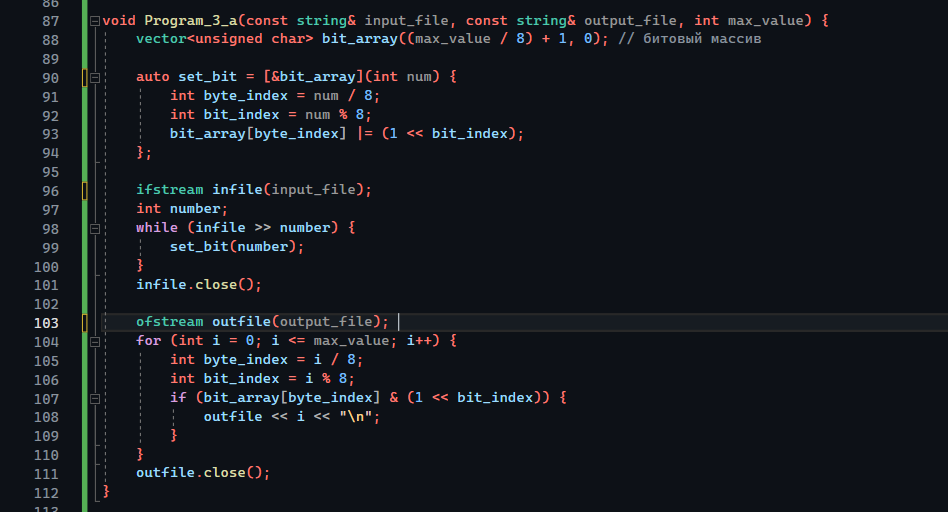 86
87 void Program_3_a(const string& input_file, const string& output_file, int max_value) {
88 vector<unsigned char> bit_array((max_value / 8) + 1, 0); // битовый массив
89
90 auto set_bit = [&bit_array](int num) {
91 int byte_index = num / 8;
92 int bit_index = num % 8;
93 bit_array[byte_index] |= (1 << bit_index);
94 };
95
96 ifstream infile(input_file);
97 int number;
98 while (infile >> number) {
99 set_bit(number);
100 }
101 infile.close();
102
103 ofstream outfile(output_file);
104 for (int i = 0; i <= max_value; i++) {
105 int byte_index = i / 8;
106 int bit_index = i % 8;
107 if (bit_array[byte_index] & (1 << bit_index)) {
108 outfile << i << "\n";
109 }
110 }
111 outfile.close();
112 }
113